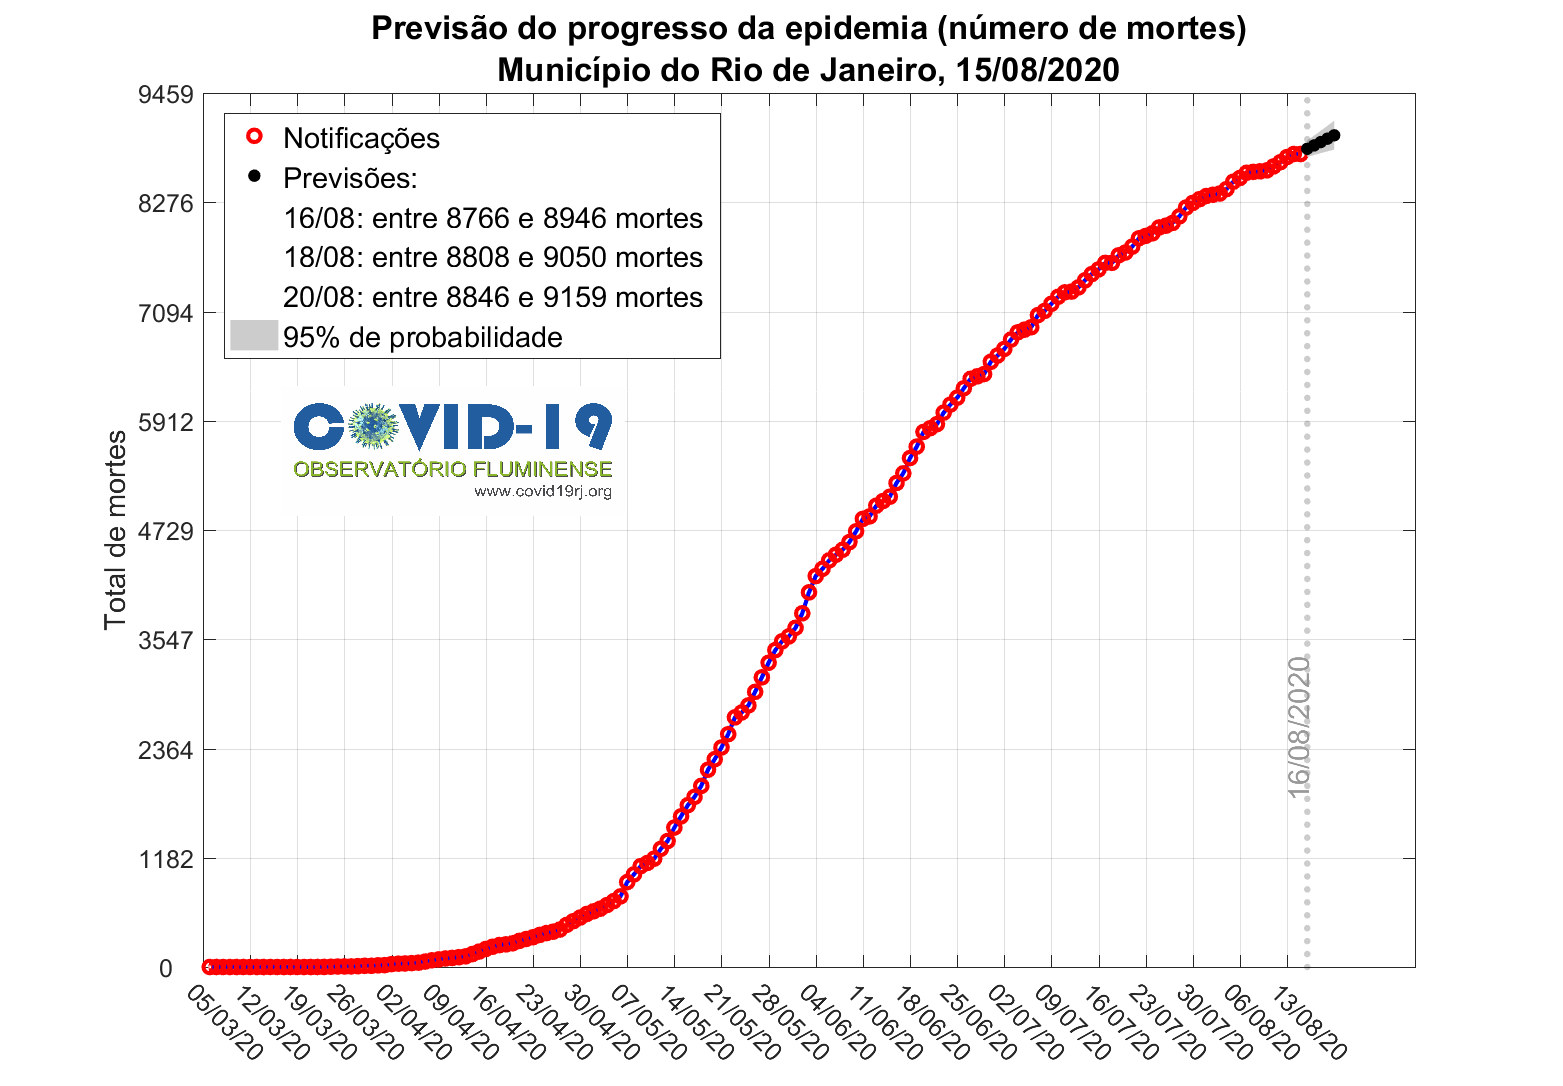 Previsão do progresso da epidemia (número de mortes)
Município do Rio de Janeiro, 15/08/2020
9459
8276
7094
5912
4729
3547
2364
1182
0
Total de mortes
Notificações
Previsões:
16/08: entre 8766 e 8946 mortes
18/08: entre 8808 e 9050 mortes
20/08: entre 8846 e 9159 mortes
95% de probabilidade
COVID-19
OBSERVATÓRIO FLUMINENSE
www.covid19rj.org
16/08/2020
05/03/20
12/03/20
19/03/20
26/03/20
02/04/20
09/04/20
16/04/20
23/04/20
30/04/20
07/05/20
14/05/20
21/05/20
28/05/20
04/06/20
11/06/20
18/06/20
25/06/20
02/07/20
09/07/20
16/07/20
23/07/20
30/07/20
06/08/20
13/08/20